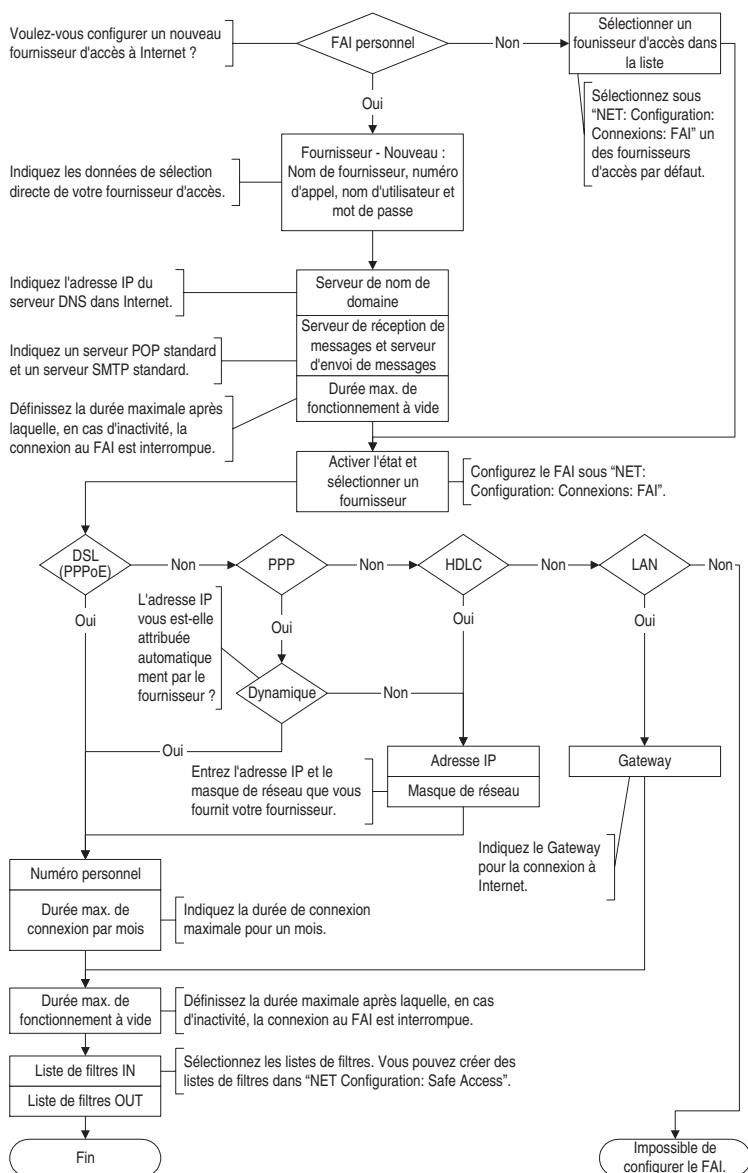 Voulez-vous configurer un nouveau
fournisseur d'accès à Internet ?
FAI personnel
Non
Sélectionner un
founisseur d'accès dans
la liste
Oui
Sélectionnez sous
“NET: Configuration:
Connexions: FAI” un
des fournisseurs
d'accès par défaut.
Indiquez les données de sélection
directe de votre fournisseur d'accès.
Fournisseur - Nouveau :
Nom de fournisseur, numéro
d'appel, nom d'utilisateur et
mot de passe
Indiquez l'adresse IP du
serveur DNS dans Internet.
Serveur de nom de
domaine
Indiquez un serveur POP standard
et un serveur SMTP standard.
Serveur de réception de
messages et serveur
d'envoi de messages
Définissez la durée maximale après
laquelle, en cas d'inactivité, la
connexion au FAI est interrompue.
Durée max. de
fonctionnement à vide
Activer l'état et
sélectionner un
fournisseur
Configurez le FAI sous “NET:
Configuration: Connexions: FAI”.
DSL
(PPPoE)
Non
PPP
Non
HDLC
Non
LAN
Non
Oui
Oui
Oui
Oui
L'adresse IP
vous est-elle
attribuée
automatique
ment par le
fournisseur ?
Dynamique
Non
Oui
Entrez l'adresse IP et le
masque de réseau que vous
fournit votre fournisseur.
Adresse IP
Masque de réseau
Gateway
Indiquez le Gateway
pour la connexion à
Internet.
Numéro personnel
Durée max. de
connexion par mois
Indiquez la durée de connexion
maximale pour un mois.
Durée max. de
fonctionnement à vide
Définissez la durée maximale après laquelle, en cas
d'inactivité, la connexion au FAI est interrompue.
Liste de filtres IN
Liste de filtres OUT
Sélectionnez les listes de filtres. Vous pouvez créer des
listes de filtres dans “NET Configuration: Safe Access”.
Fin
Impossible de
configurer le FAI.